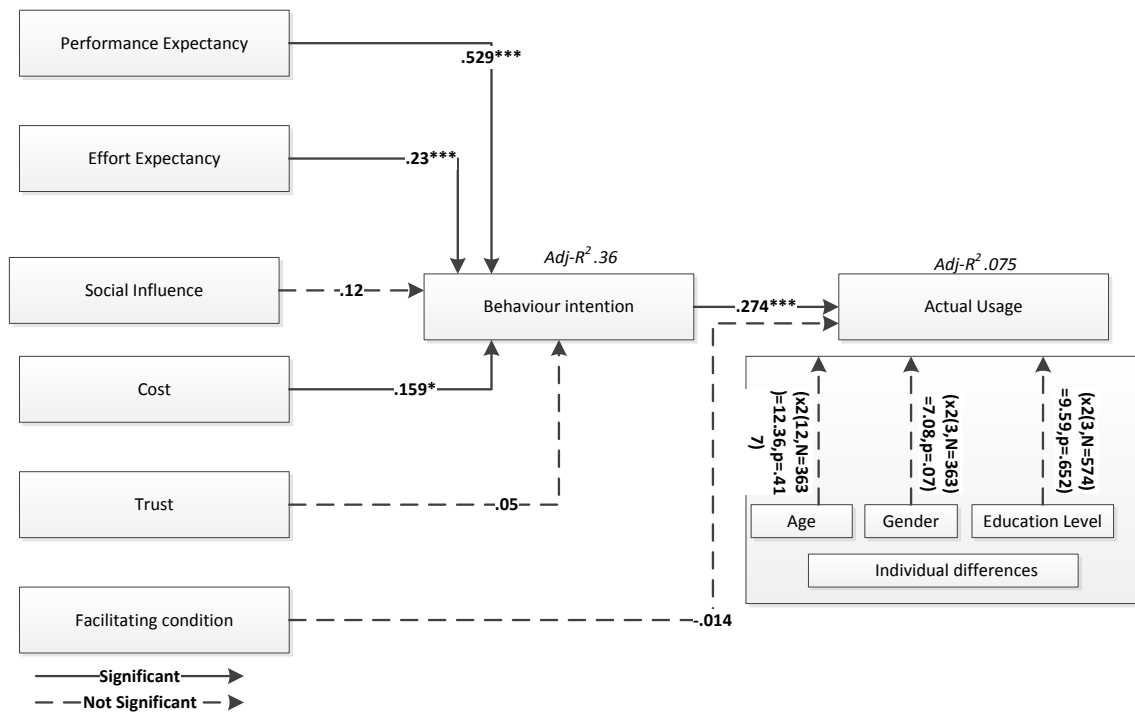 Performance Expectancy
.529***
Effort Expectancy
.23***
Adj-R² .36
Adj-R² .075
Social Influence
.12
Behaviour intention
.274***
Actual Usage
Cost
.159*
(x2(12,N=363
)=12.36,p=.41
7)
(x2(3,N=363)
=7.08,p=.07)
(x2(3,N=574)
=9.59,p=.652)
Trust
.05
Age
Gender
Education Level
Individual differences
Facilitating condition
-.014
Significant
Not Significant